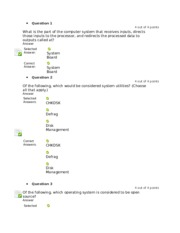 Question 1
4 out of 4 points
What is the part of the computer system that receives inputs, directs
those inputs to the processor, and redirects the processed data to
outputs called all?
Answer
Selected
Answer:
System
Board
Correct
Answer:
System
Board
Question 2
4 out of 4 points
Of the following, which would be considered system utilities? (Choose
all that apply.)
Answer
Selected
Answers:
CHKDSK
Defrag
Disk
Management
Correct
Answers:
CHKDSK
Defrag
Disk
Management
Question 3
4 out of 4 points
Of the following, which operating system is considered to be open
source?
Answer
Selected